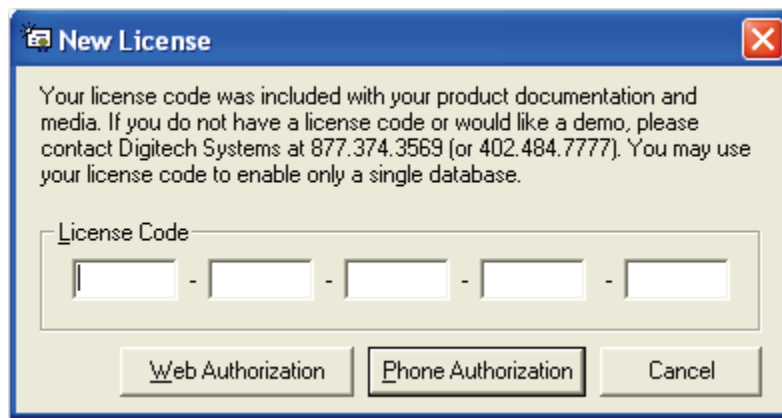 New License
Your license code was included with your product documentation and
media. If you do not have a license code or would like a demo, please
contact Digitech Systems at 877.374.3569 (or 402.484.7777). You may use
your license code to enable only a single database.
License Code
- - - -
Web Authorization Phone Authorization Cancel